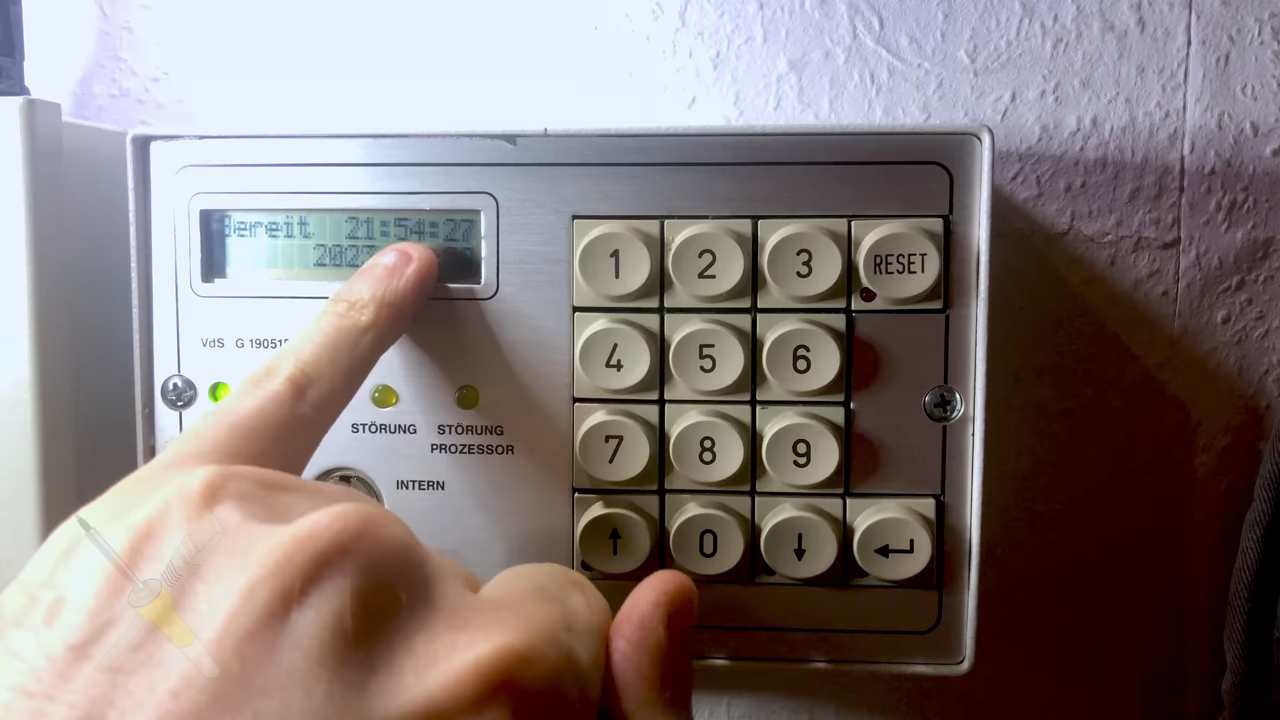 Bereit 21:54:27
VdS G 19051
STÖRUNG
STÖRUNG
PROZESSOR
INTERN
1 2 3 RESET
4 5 6
7 8 9
↑ 0 ↓ ↵